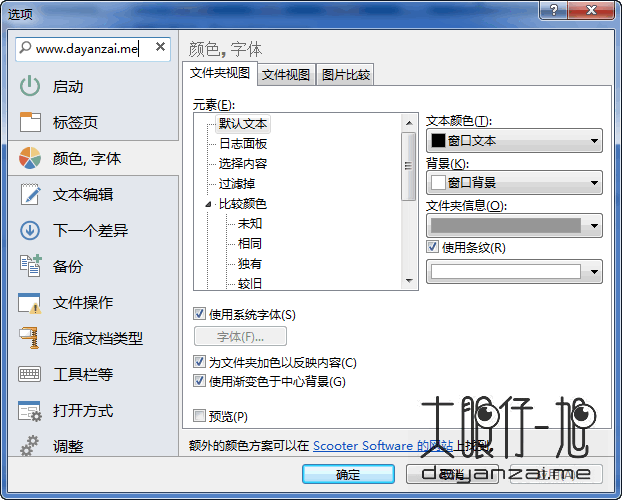 选项
www.dayanzai.me
启动
标签页
颜色, 字体
文本编辑
下一个差异
备份
文件操作
压缩文档类型
工具栏等
打开方式
调整
颜色, 字体
文件夹视图 文件视图 图片比较
元素(E):
默认文本
日志面板
选择内容
过滤掉
比较颜色
未知
相同
独有
较旧
文本颜色(T):
窗口文本
背景(K):
窗口背景
文件夹信息(O):
使用条纹(R)
使用系统字体(S)
字体(F)...
为文件夹加色以反映内容(C)
使用渐变色于中心背景(G)
预览(P)
额外的颜色方案可以在 Scooter Software 的网站上找到.
确定 取消 应用(A)
大眼仔~旭
dayanzai.me